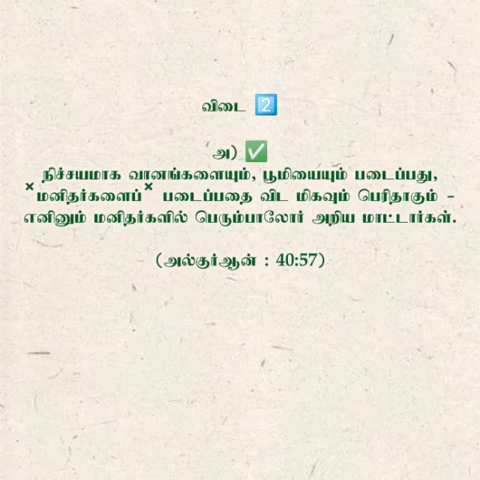 விடை 2️⃣
அ) ✅
நிச்சயமாக வானங்களையும், பூமியையும் படைப்பது,
×மனிதர்களைப்× படைப்பதை விட மிகவும் பெரிதாகும் -
எனினும் மனிதர்களில் பெரும்பாலோர் அறிய மாட்டார்கள்.
(அல்குர்ஆன் : 40:57)